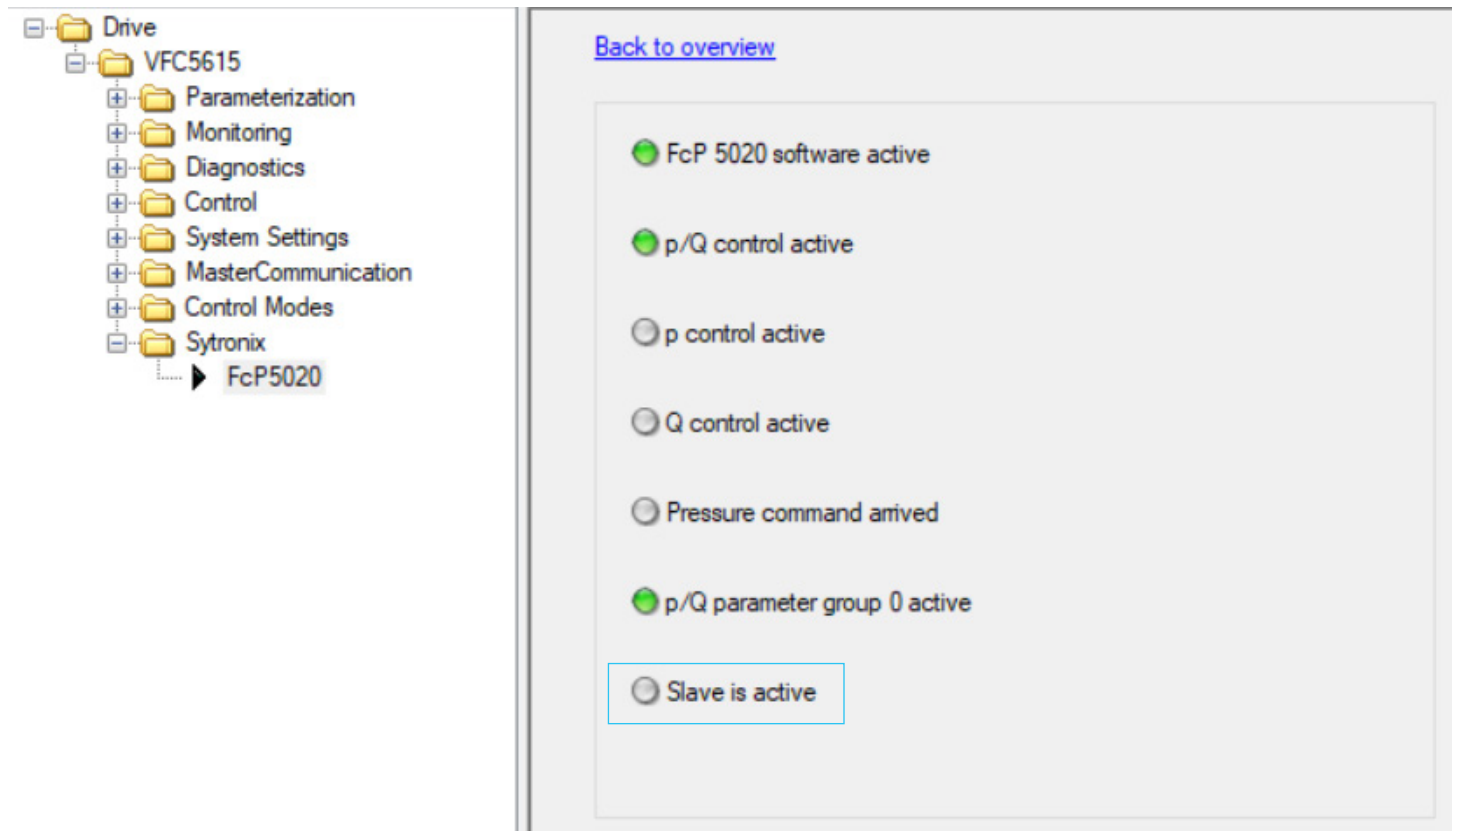 Drive
VFC5615
Parameterization
Monitoring
Diagnostics
Control
System Settings
MasterCommunication
Control Modes
Sytronix
FcP5020
Back to overview
FcP 5020 software active
p/Q control active
p control active
Q control active
Pressure command arrived
p/Q parameter group 0 active
Slave is active